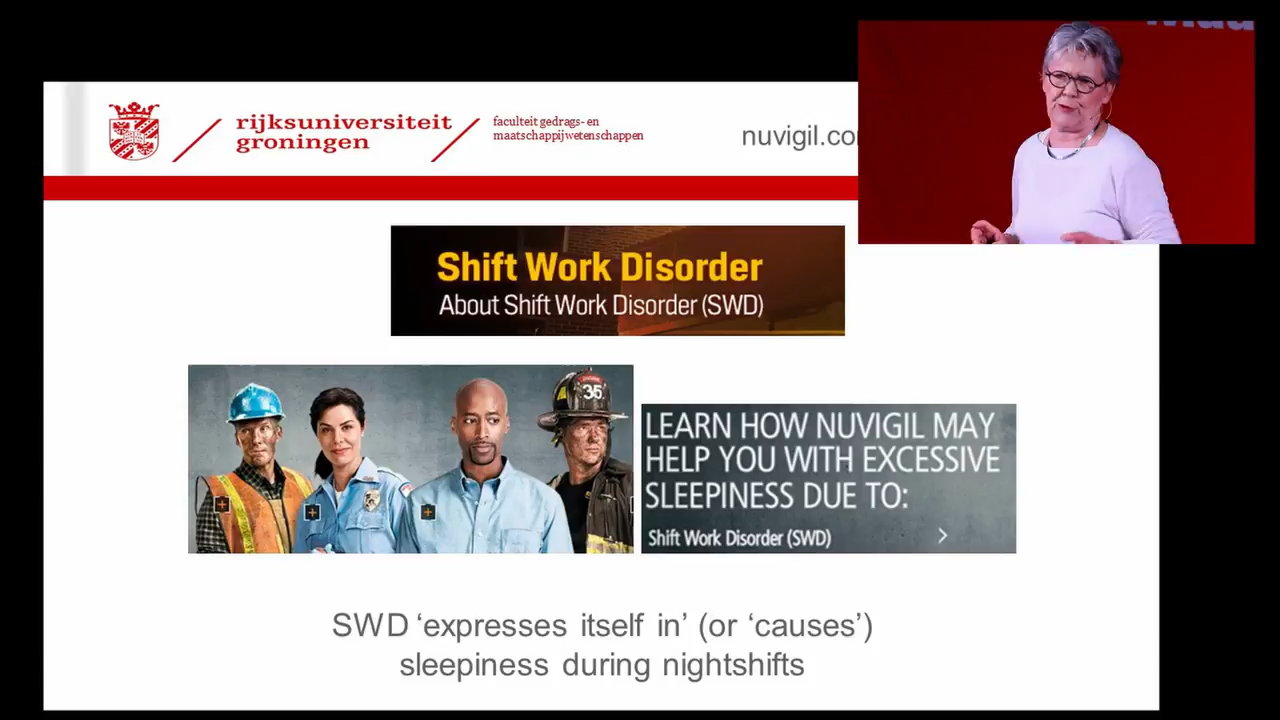 rijksuniversiteit
groningen
faculteit gedrags- en
maatschappijwetenschappen
Shift Work Disorder
About Shift Work Disorder (SWD)
35
LEARN HOW NUVIGIL MAY
HELP YOU WITH EXCESSIVE
SLEEPINESS DUE TO:
Shift Work Disorder (SWD)
SWD ‘expresses itself in’ (or ‘causes’)
sleepiness during nightshifts